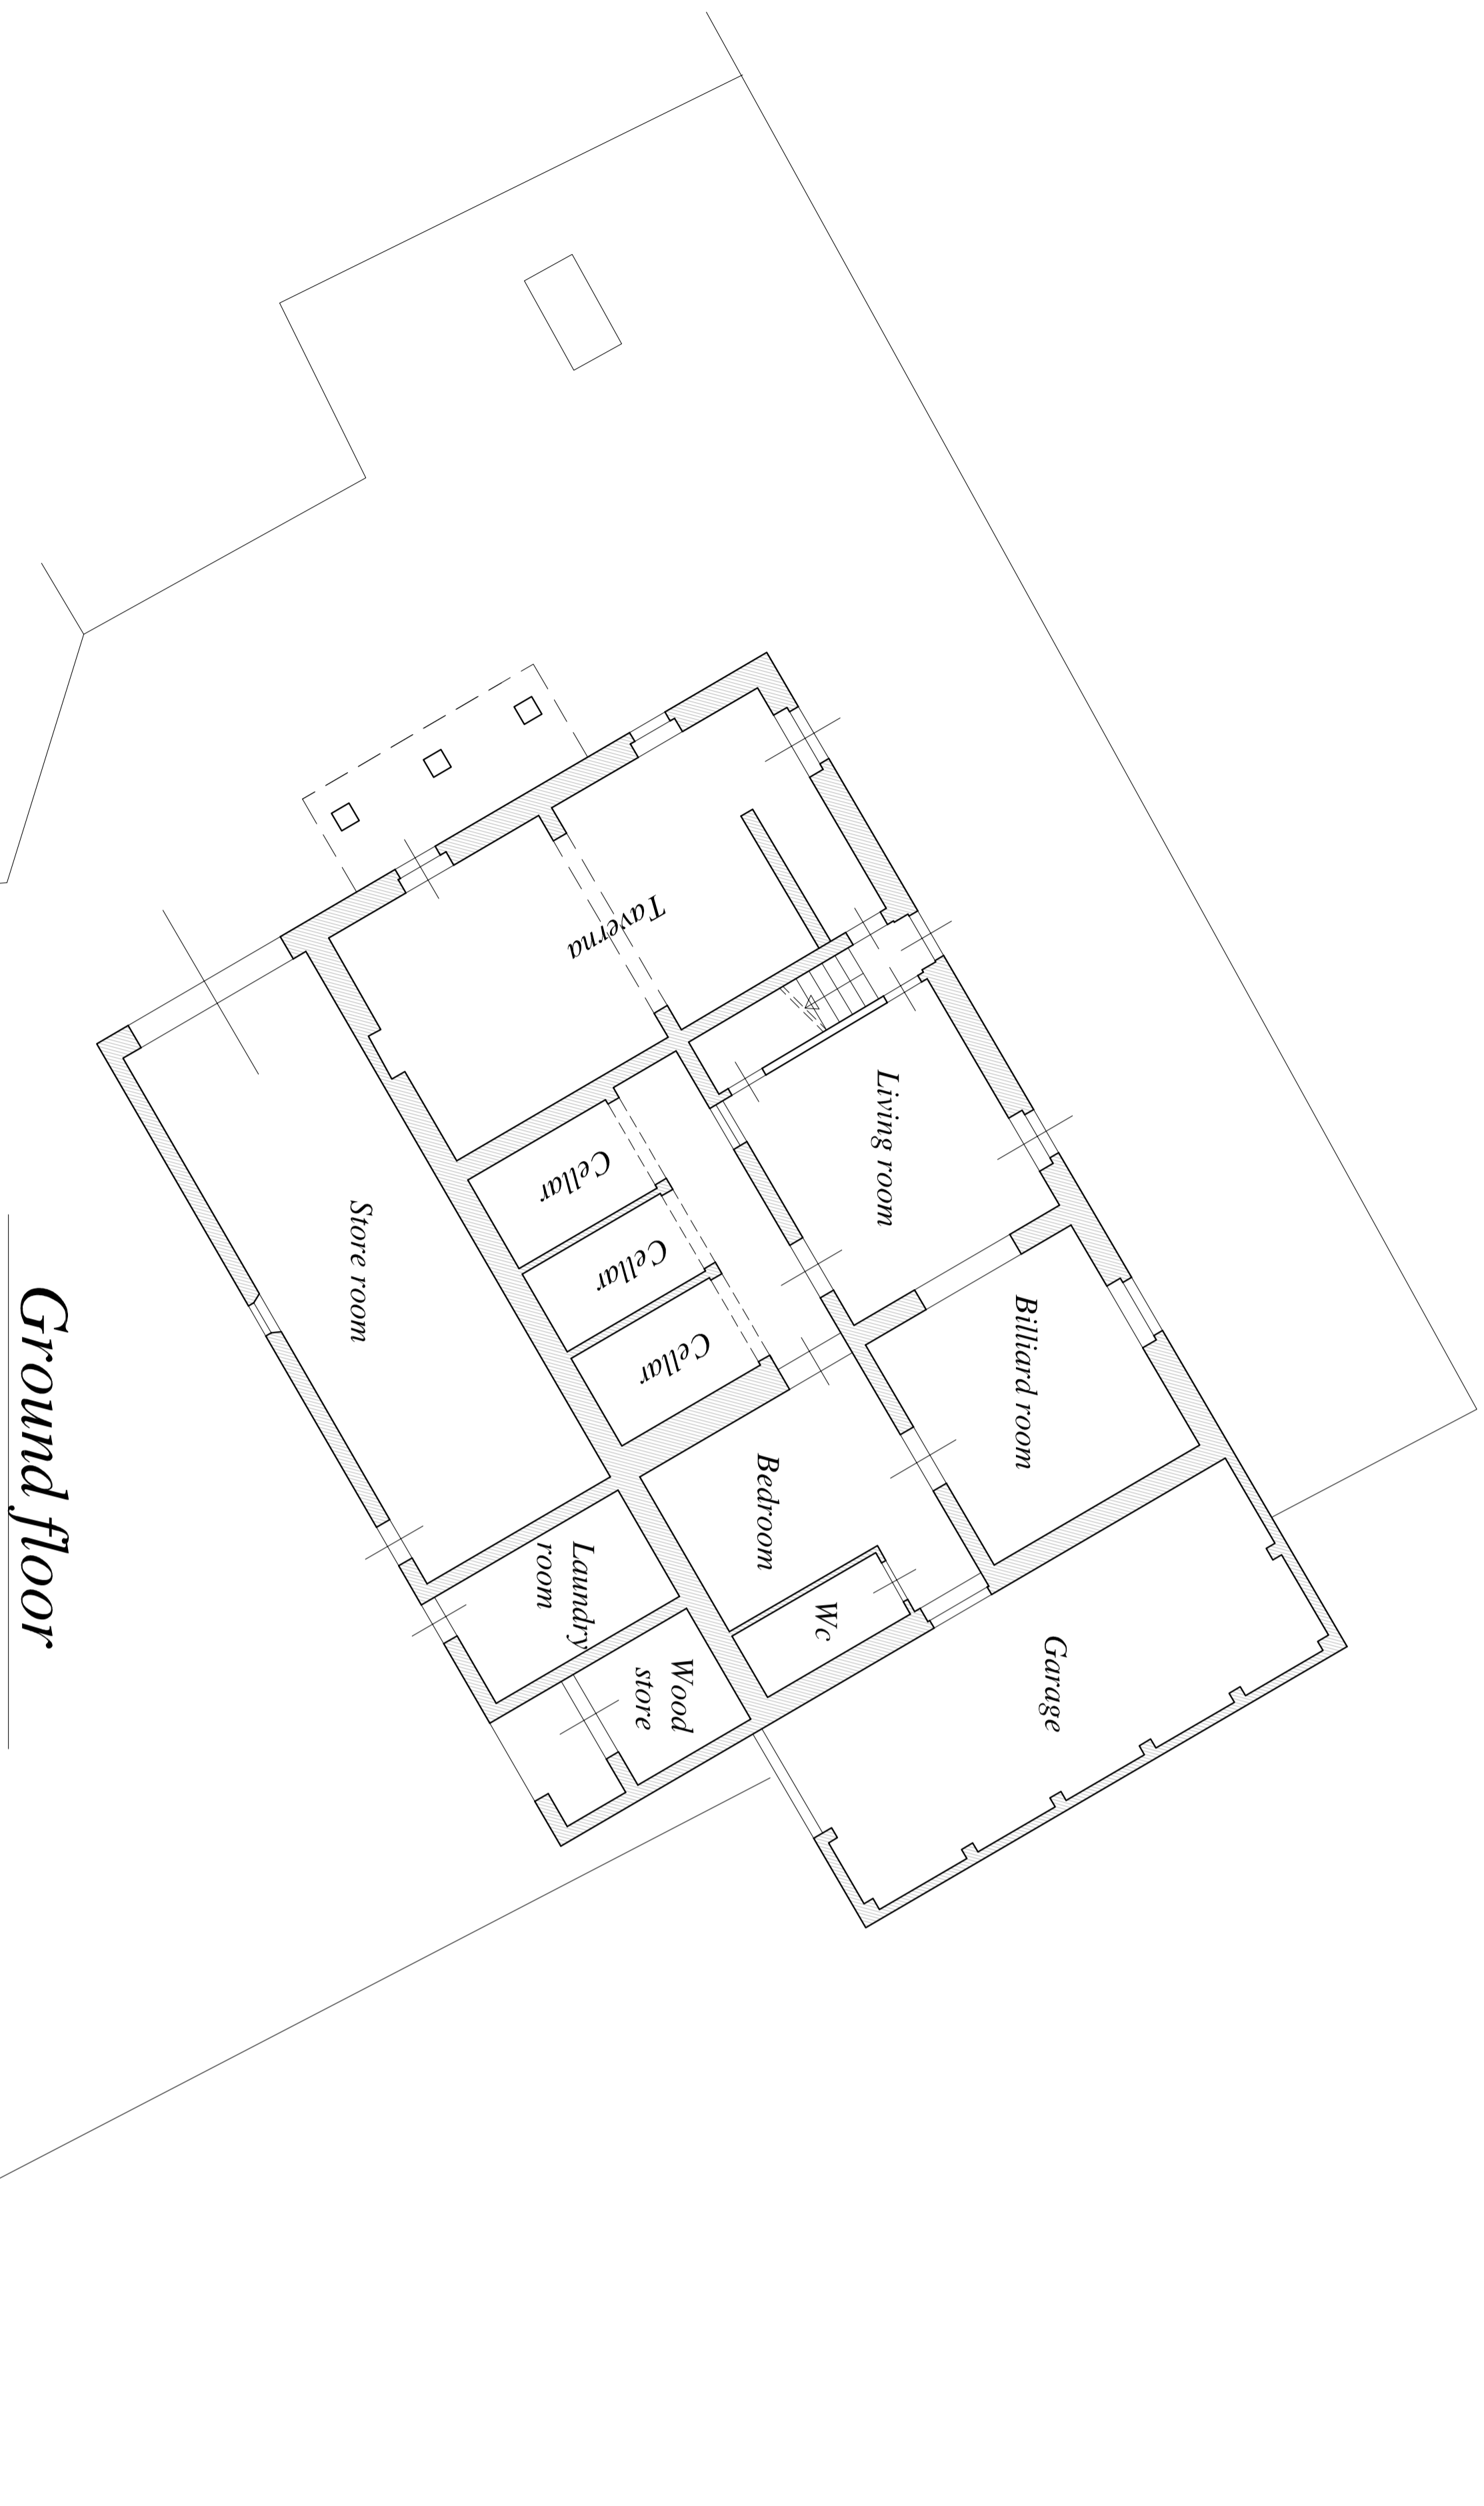 Taverna
Living room
Billiard room
Cellar
Cellar
Cellar
Store room
Bedroom
Laundry
room
Wc
Wood
store
Garage
Ground floor